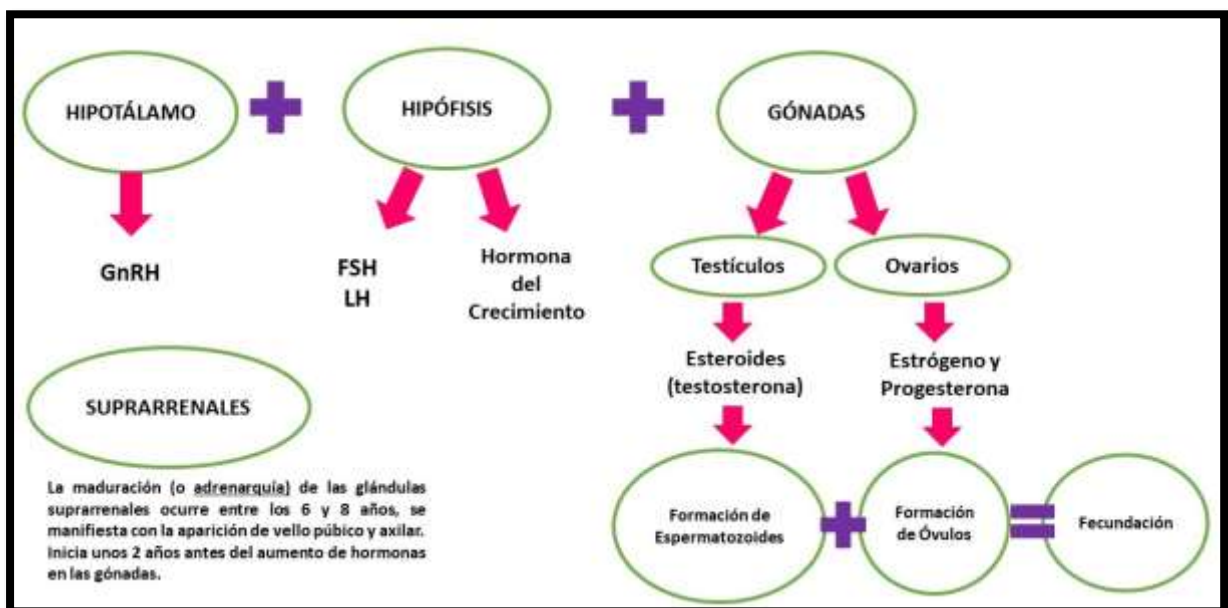 HIPOTÁLAMO
HIPÓFISIS
GÓNADAS
GnRH
FSH
LH
Hormona
del
Crecimiento
Testículos
Ovarios
Esteroides
(testosterona)
Estrógeno y
Progesterona
SUPRARRENALES
La maduración (o adrenarquía) de las glándulas
suprarrenales ocurre entre los 6 y 8 años, se
manifiesta con la aparición de vello púbico y axilar.
Inicia unos 2 años antes del aumento de hormonas
en las gónadas.
Formación de
Espermatozoides
Formación
de Óvulos
Fecundación